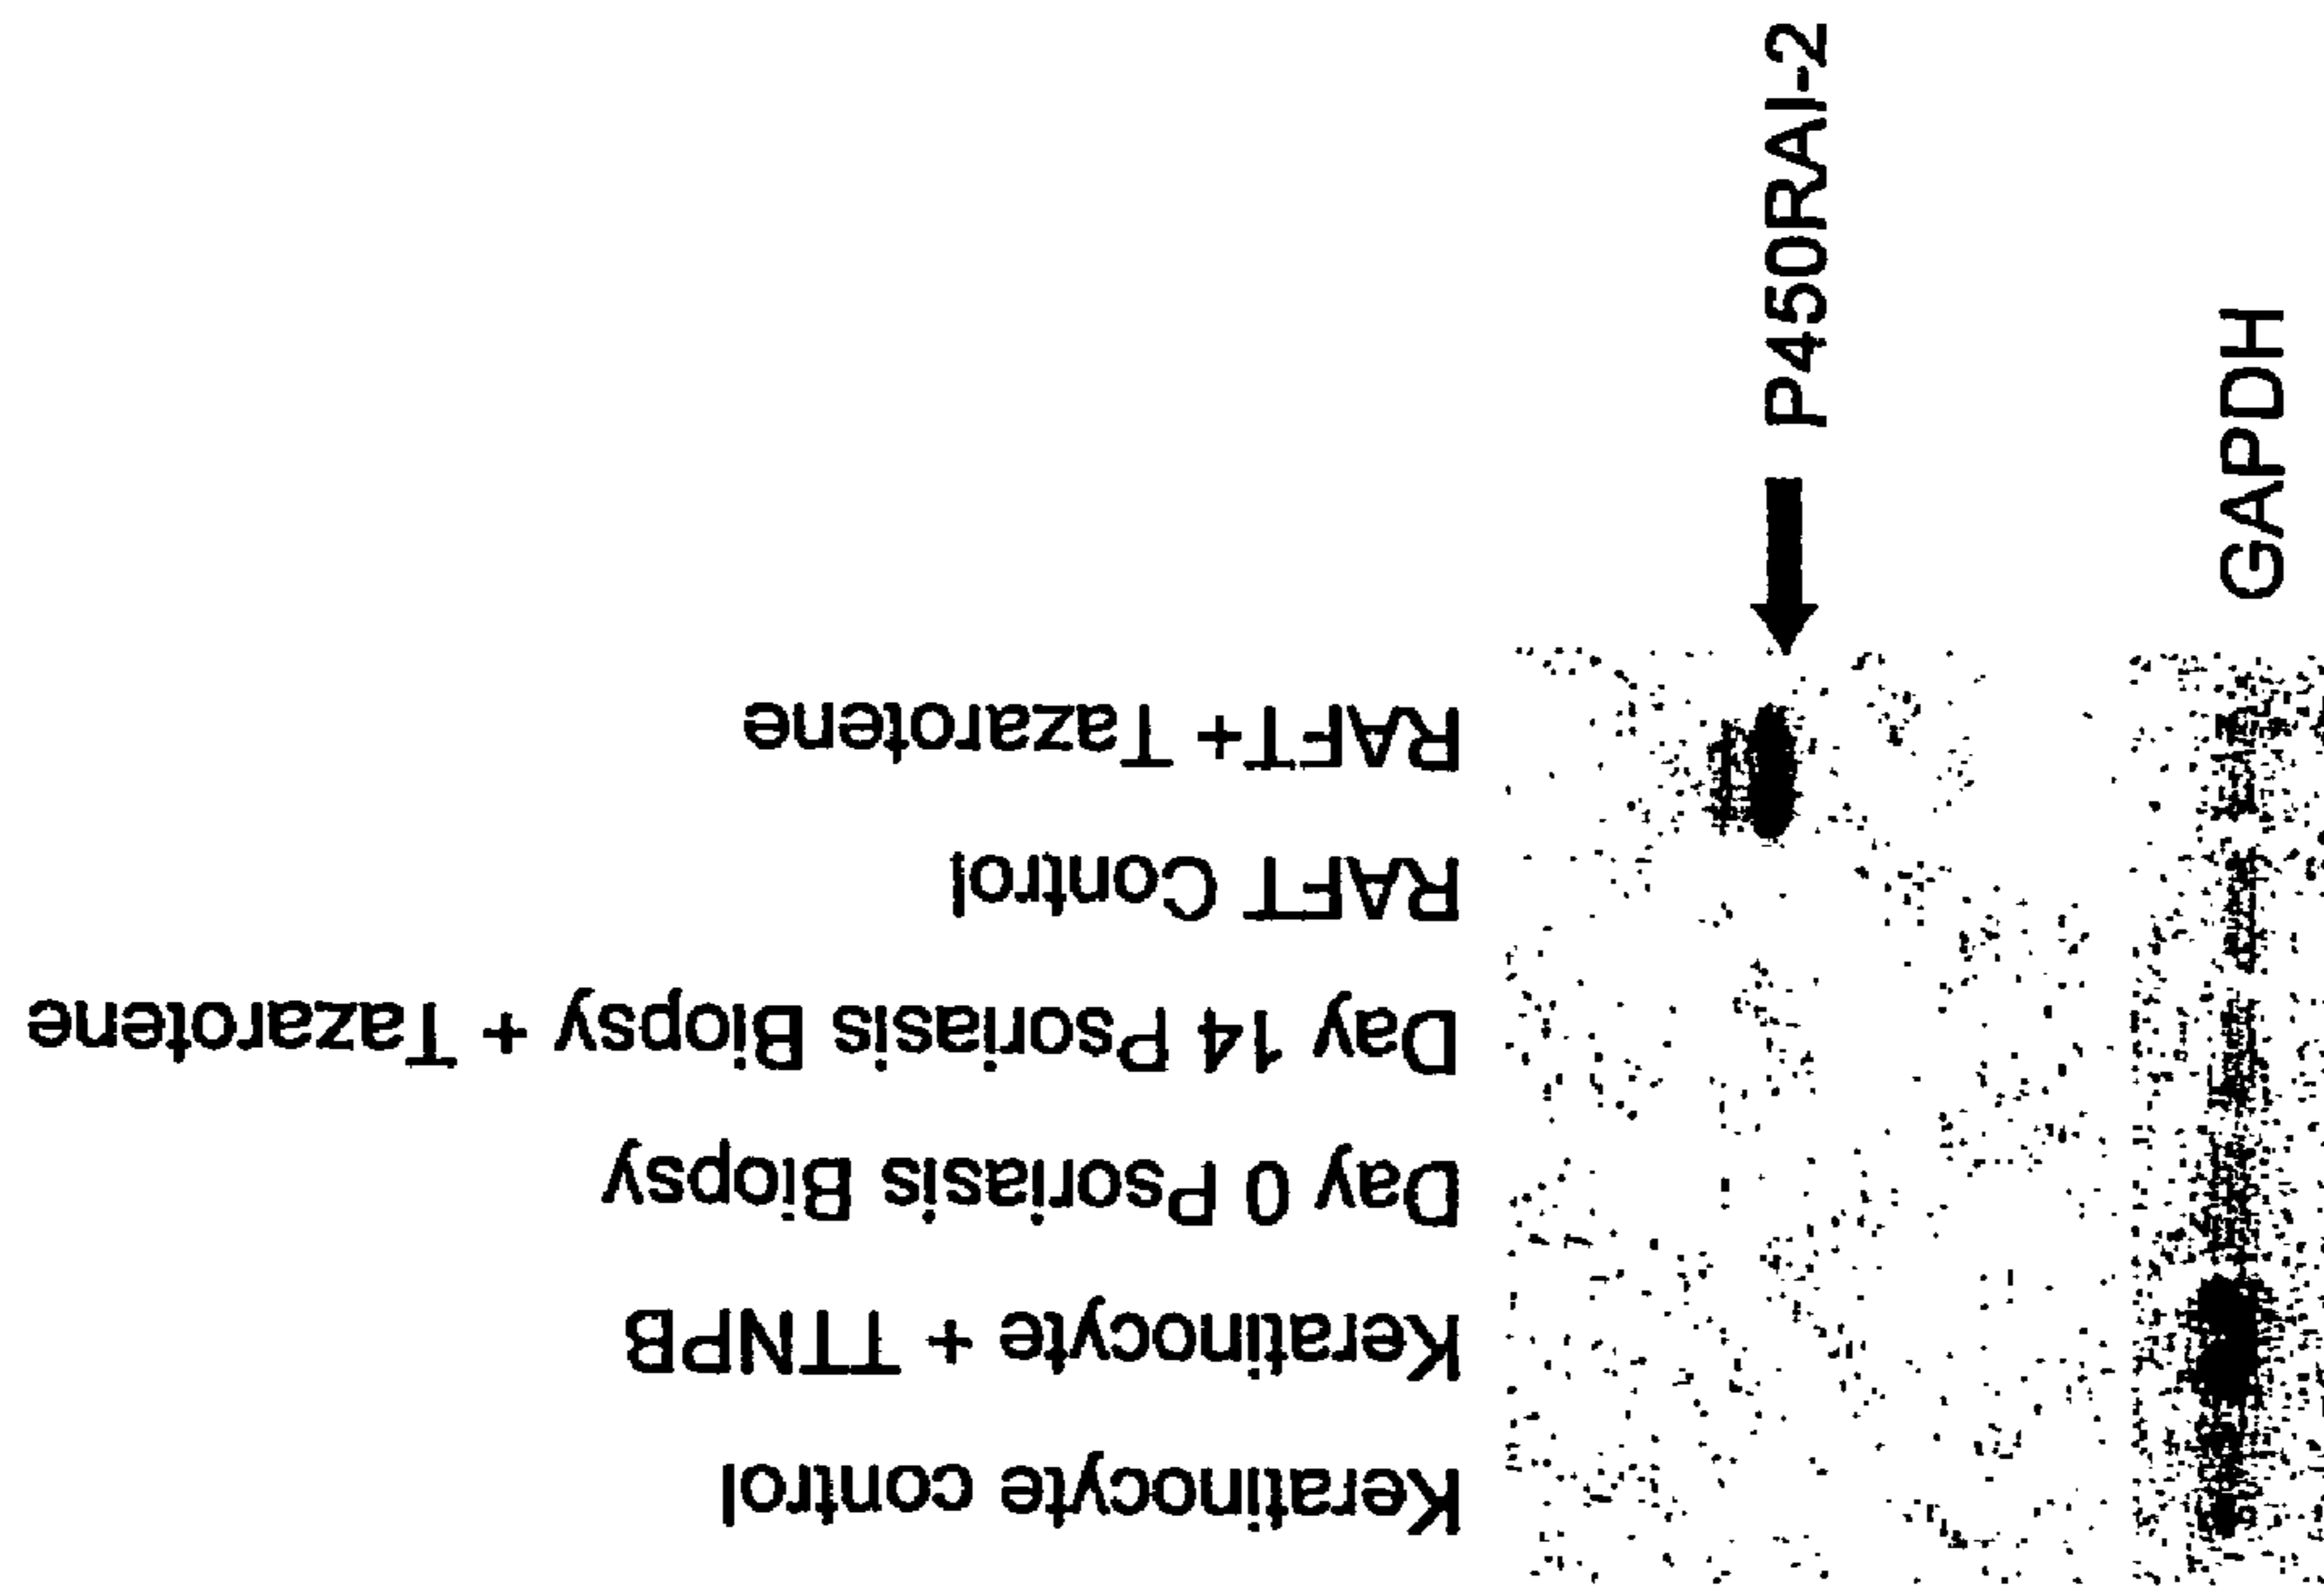 Keratinocyte control
Keratinocyte + TTNPB
Day 0 Psoriasis Biopsy
Day 14 Psoriasis Biopsy + Tazarotene
RAFT Control
RAFT+ Tazarotene
P450RAI-2
GAPDH